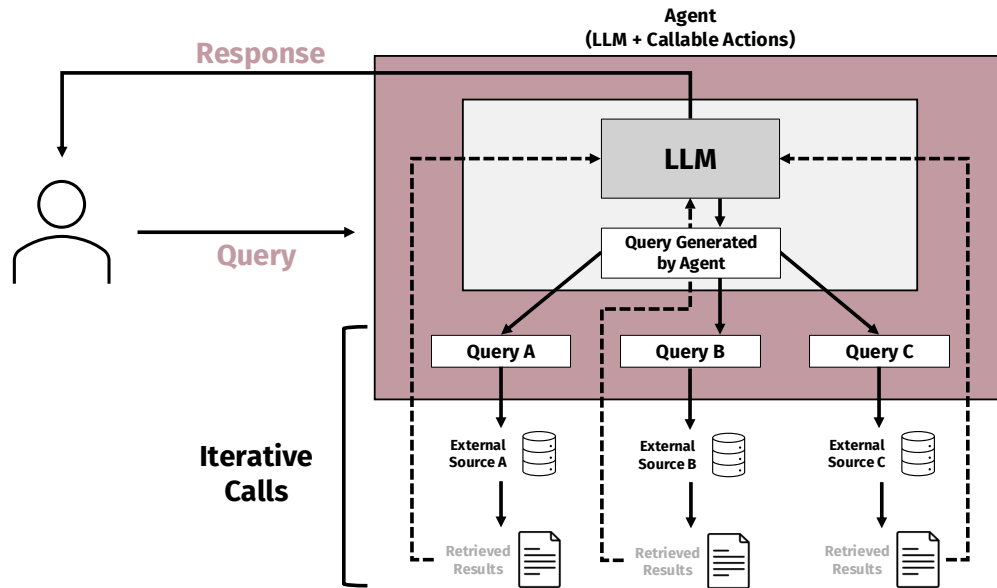 Agent
(LLM + Callable Actions)
Response
LLM
Query
Query Generated
by Agent
Query A
Query B
Query C
Iterative
Calls
External
Source A
External
Source B
External
Source C
Retrieved
Results
Retrieved
Results
Retrieved
Results